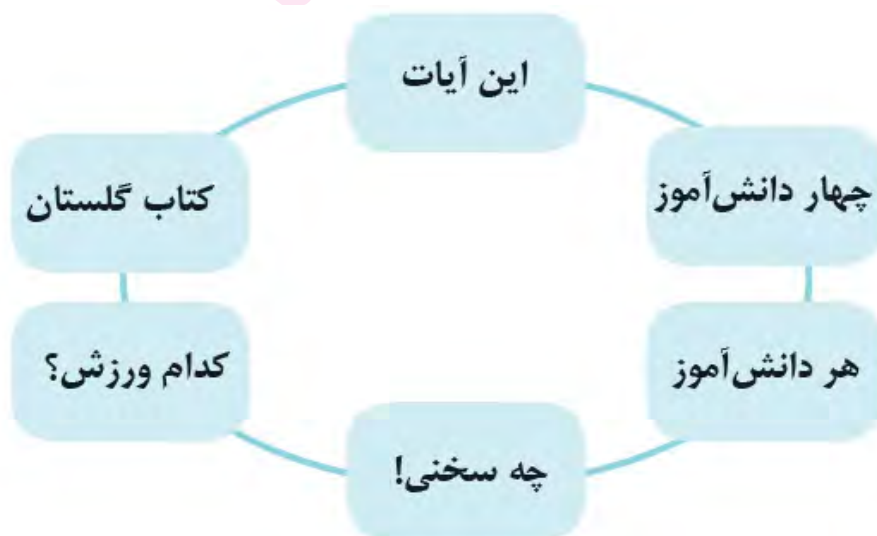 این آیات
چهار دانش‌آموز
هر دانش‌آموز
چه سخنی!
کدام ورزش؟
کتاب گلستان